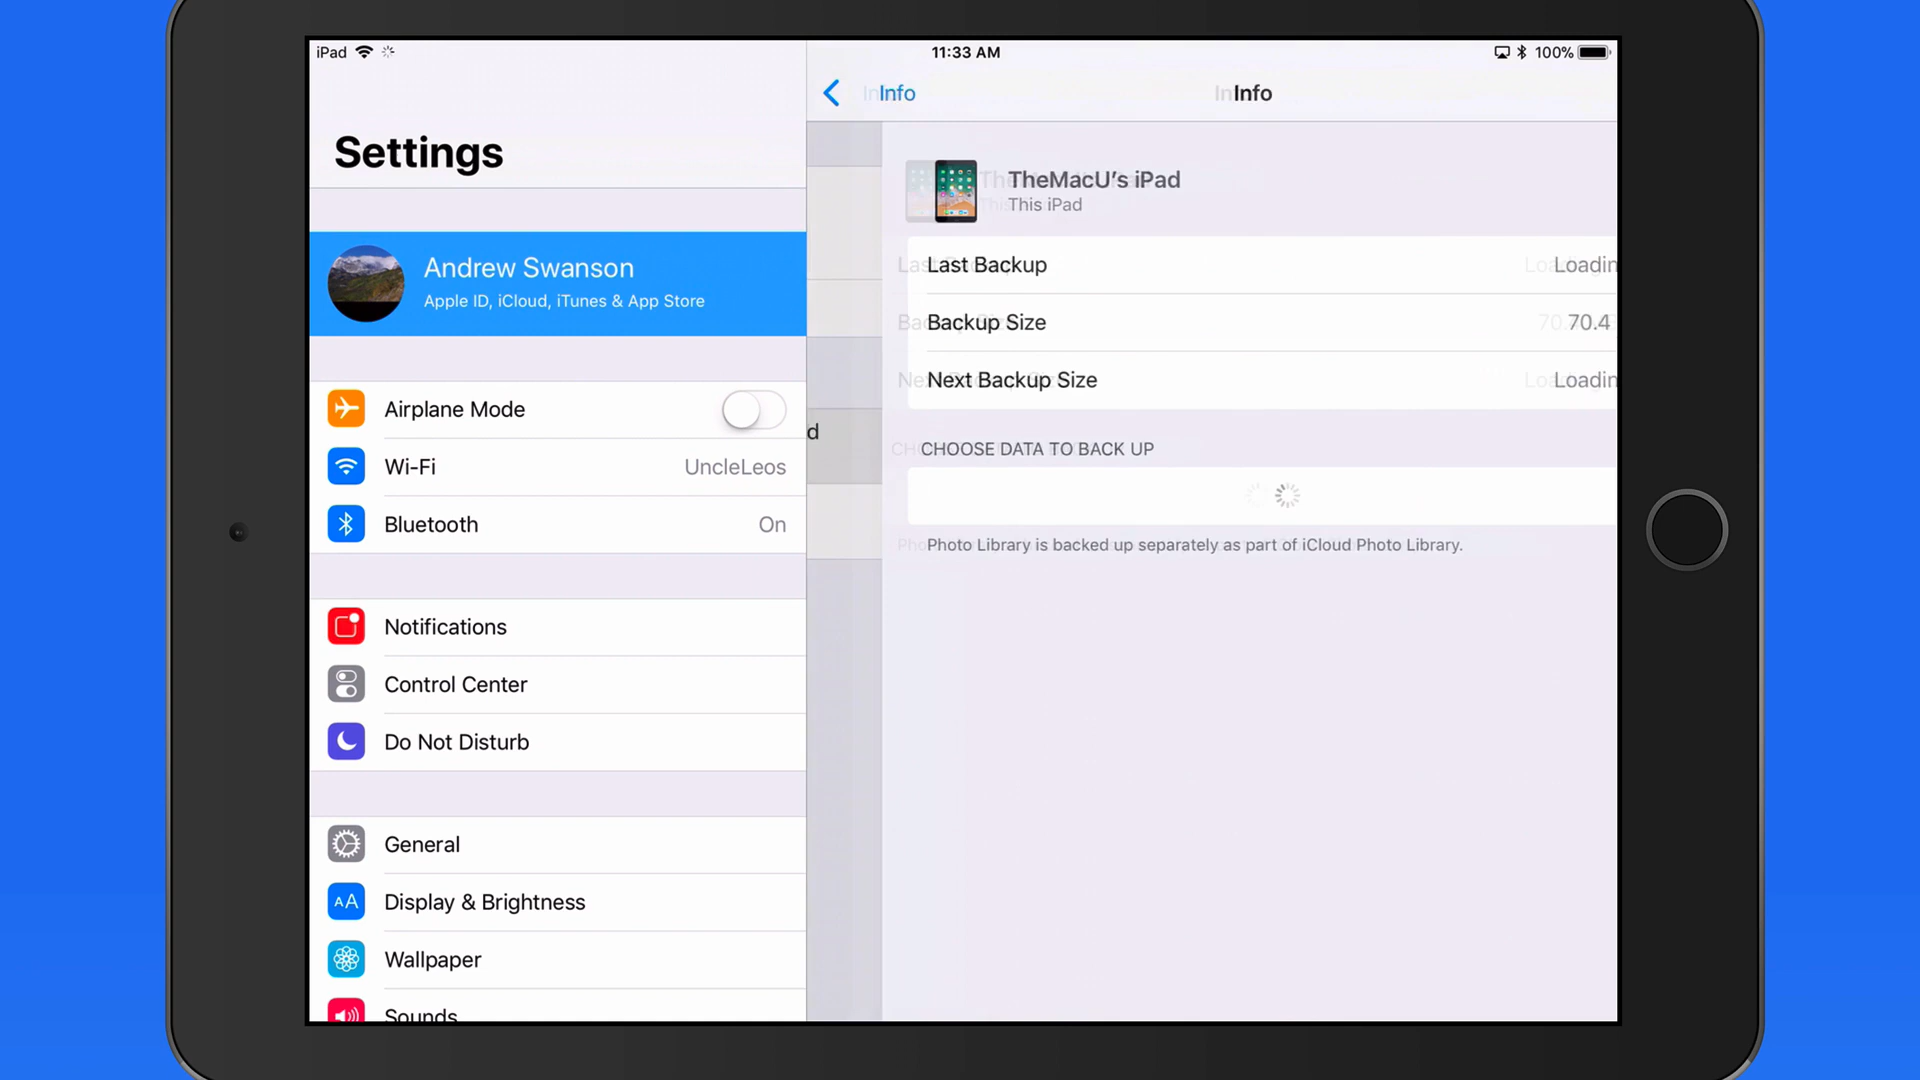 iPad
11:33 AM
100%
Settings
Andrew Swanson
Apple ID, iCloud, iTunes & App Store
Airplane Mode
Wi-Fi UncleLeos
Bluetooth On
Notifications
Control Center
Do Not Disturb
General
AA Display & Brightness
Wallpaper
Sounds
Info
Info
TheMacU's iPad
This iPad
Last Backup Loadin
Backup Size 70.4
Next Backup Size Loadin
d
CHOOSE DATA TO BACK UP
Photo Library is backed up separately as part of iCloud Photo Library.